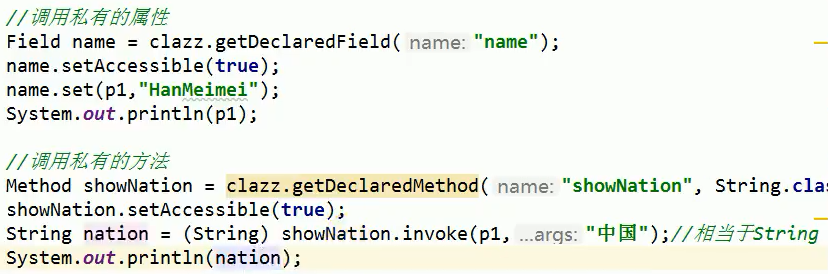 //调用私有的属性
Field name = clazz.getDeclaredField( name: "name");
name.setAccessible(true);
name.set(p1,"HanMeimei");
System.out.println(p1);
//调用私有的方法
Method showNation = clazz.getDeclaredMethod( name: "showNation", String.clas
showNation.setAccessible(true);
String nation = (String) showNation.invoke(p1, ...args: "中国");//相当于String
System.out.println(nation);